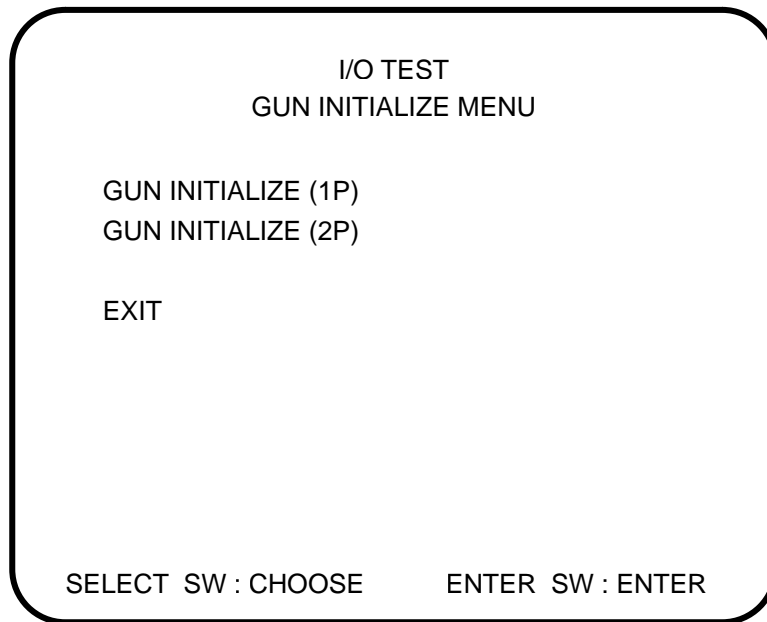 I/O TEST
GUN INITIALIZE MENU
GUN INITIALIZE (1P)
GUN INITIALIZE (2P)
EXIT
SELECT SW : CHOOSE ENTER SW : ENTER